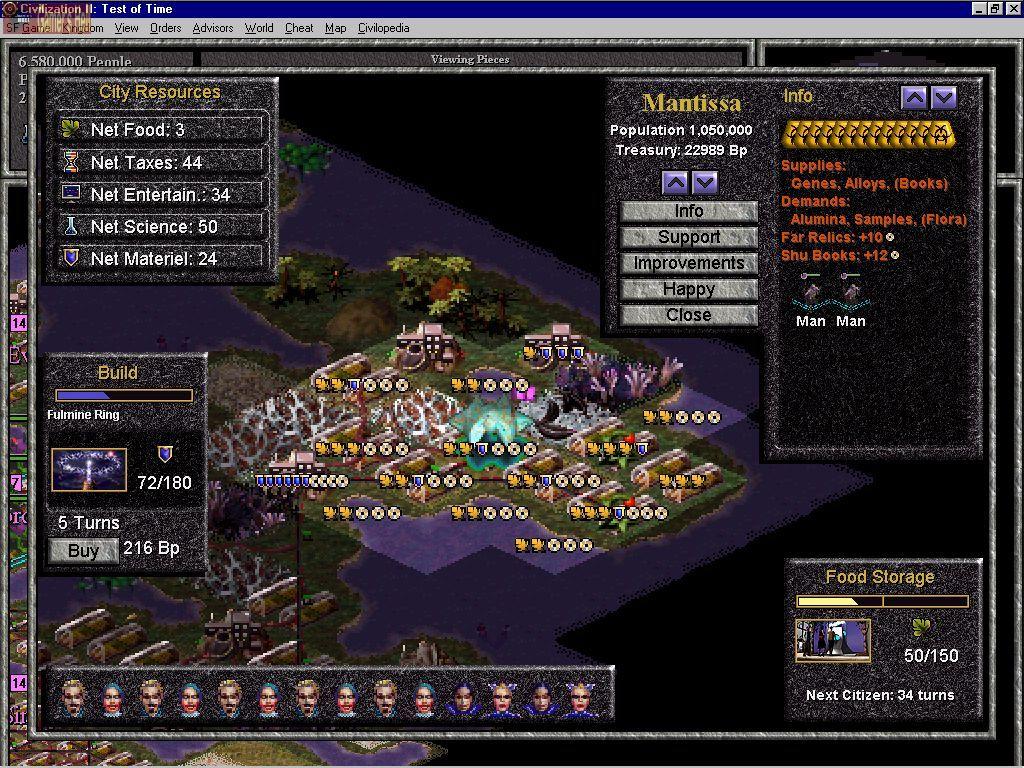 Civilization II: Test of Time
SF Game Kingdom View Orders Advisors World Cheat Map Civilopedia
6,580,000 People
Viewing Pieces
City Resources
Net Food: 3
Net Taxes: 44
Net Entertain.: 34
Net Science: 50
Net Materiel: 24
Mantissa
Population 1,050,000
Treasury: 22989 Bp
Info
Support
Improvements
Happy
Close
Info
Supplies:
Genes, Alloys, (Books)
Demands:
Alumina, Samples, (Flora)
Far Relics: +10
Shu Books: +12
Man Man
Build
Fulmine Ring
72/180
5 Turns
Buy 216 Bp
Food Storage
50/150
Next Citizen: 34 turns
14
7
14